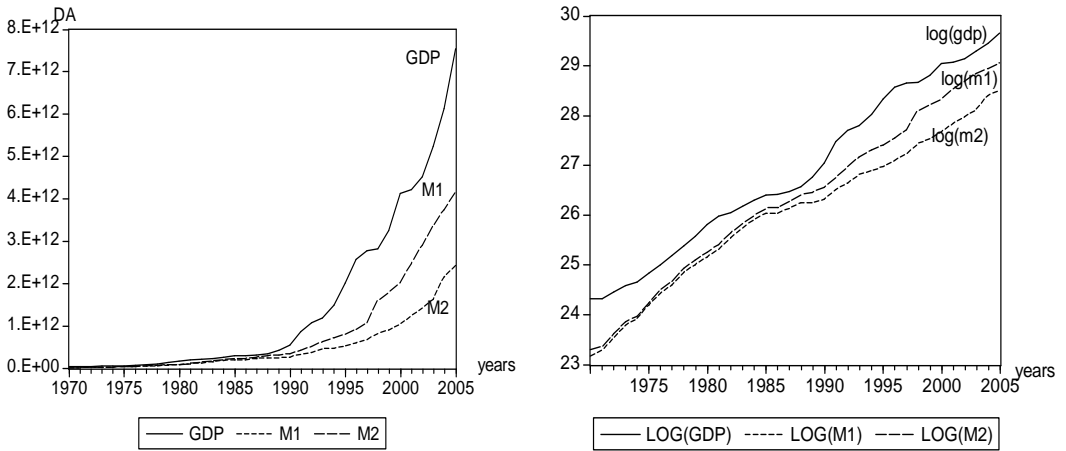 DA
8.E+12
7.E+12
6.E+12
5.E+12
4.E+12
3.E+12
2.E+12
1.E+12
0.E+00
GDP
M1
M2
1970 1975 1980 1985 1990 1995 2000 2005
years
GDP M1 M2
30
29
28
27
26
25
24
23
log(gdp)
log(m1)
log(m2)
1975 1980 1985 1990 1995 2000 2005
years
LOG(GDP) LOG(M1) LOG(M2)